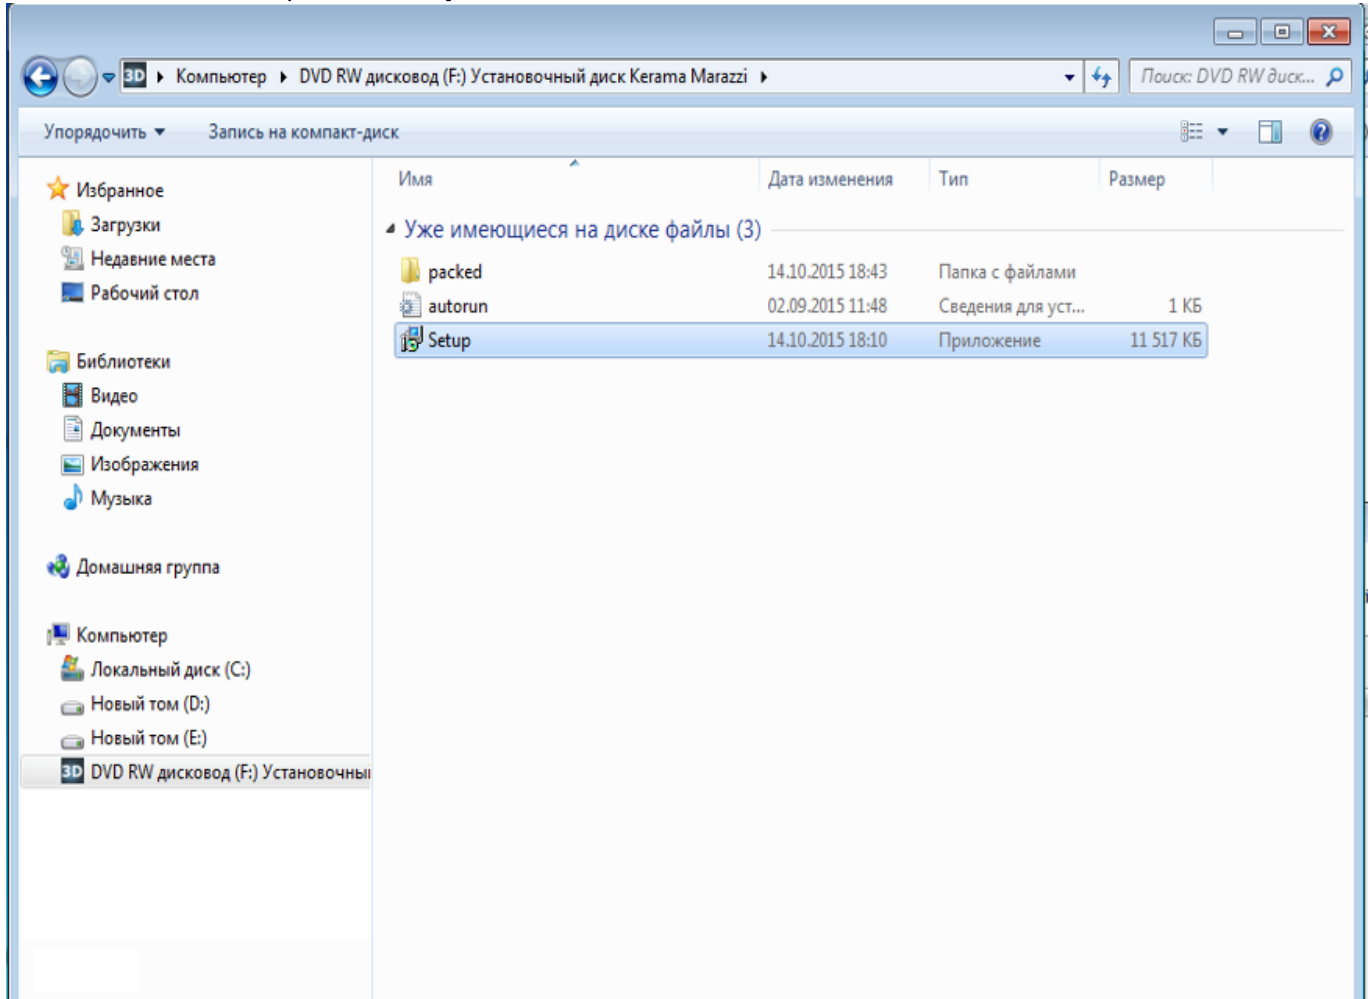 3D Компьютер DVD RW дисковод (F:) Установочный диск Kerama Marazzi
Поиск: DVD RW диск...
Упорядочить
Запись на компакт-диск
Избранное
Загрузки
Недавние места
Рабочий стол
Библиотеки
Видео
Документы
Изображения
Музыка
Домашняя группа
Компьютер
Локальный диск (C:)
Новый том (D:)
Новый том (E:)
3D DVD RW дисковод (F:) Установочны
Имя Дата изменения Тип Размер
Уже имеющиеся на диске файлы (3)
packed 14.10.2015 18:43 Папка с файлами
autorun 02.09.2015 11:48 Сведения для уст... 1 КБ
Setup 14.10.2015 18:10 Приложение 11 517 КБ